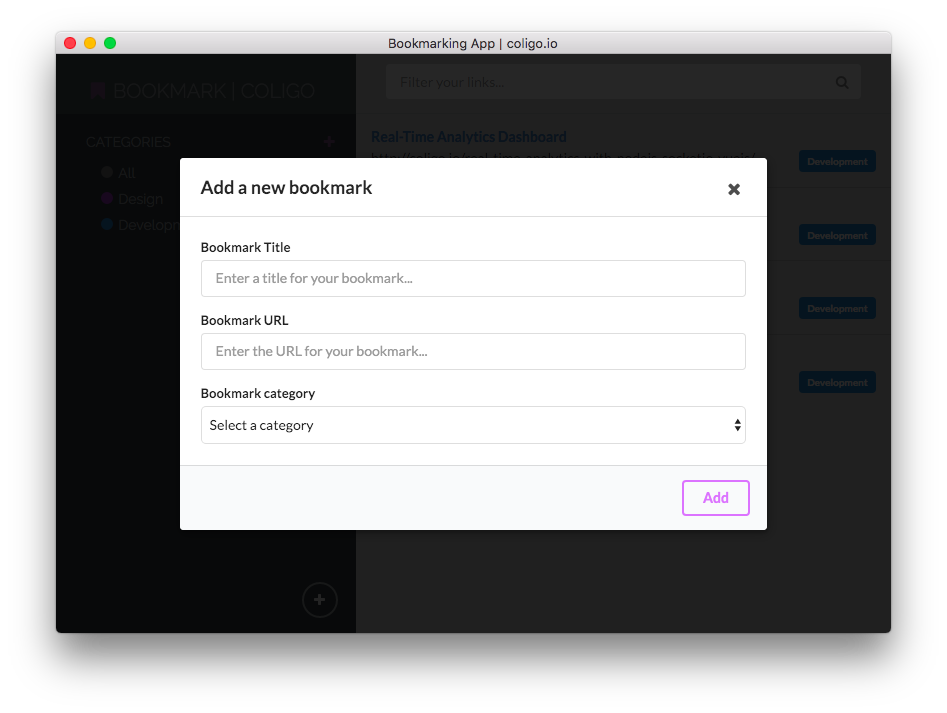 Bookmarking App | coligo.io
BOOKMARK | COLIGO
Filter your links...
CATEGORIES +
All
Design
Real-Time Analytics Dashboard
Development
Development
Development
Development
Add a new bookmark
Bookmark Title
Enter a title for your bookmark...
Bookmark URL
Enter the URL for your bookmark...
Bookmark category
Select a category
Add